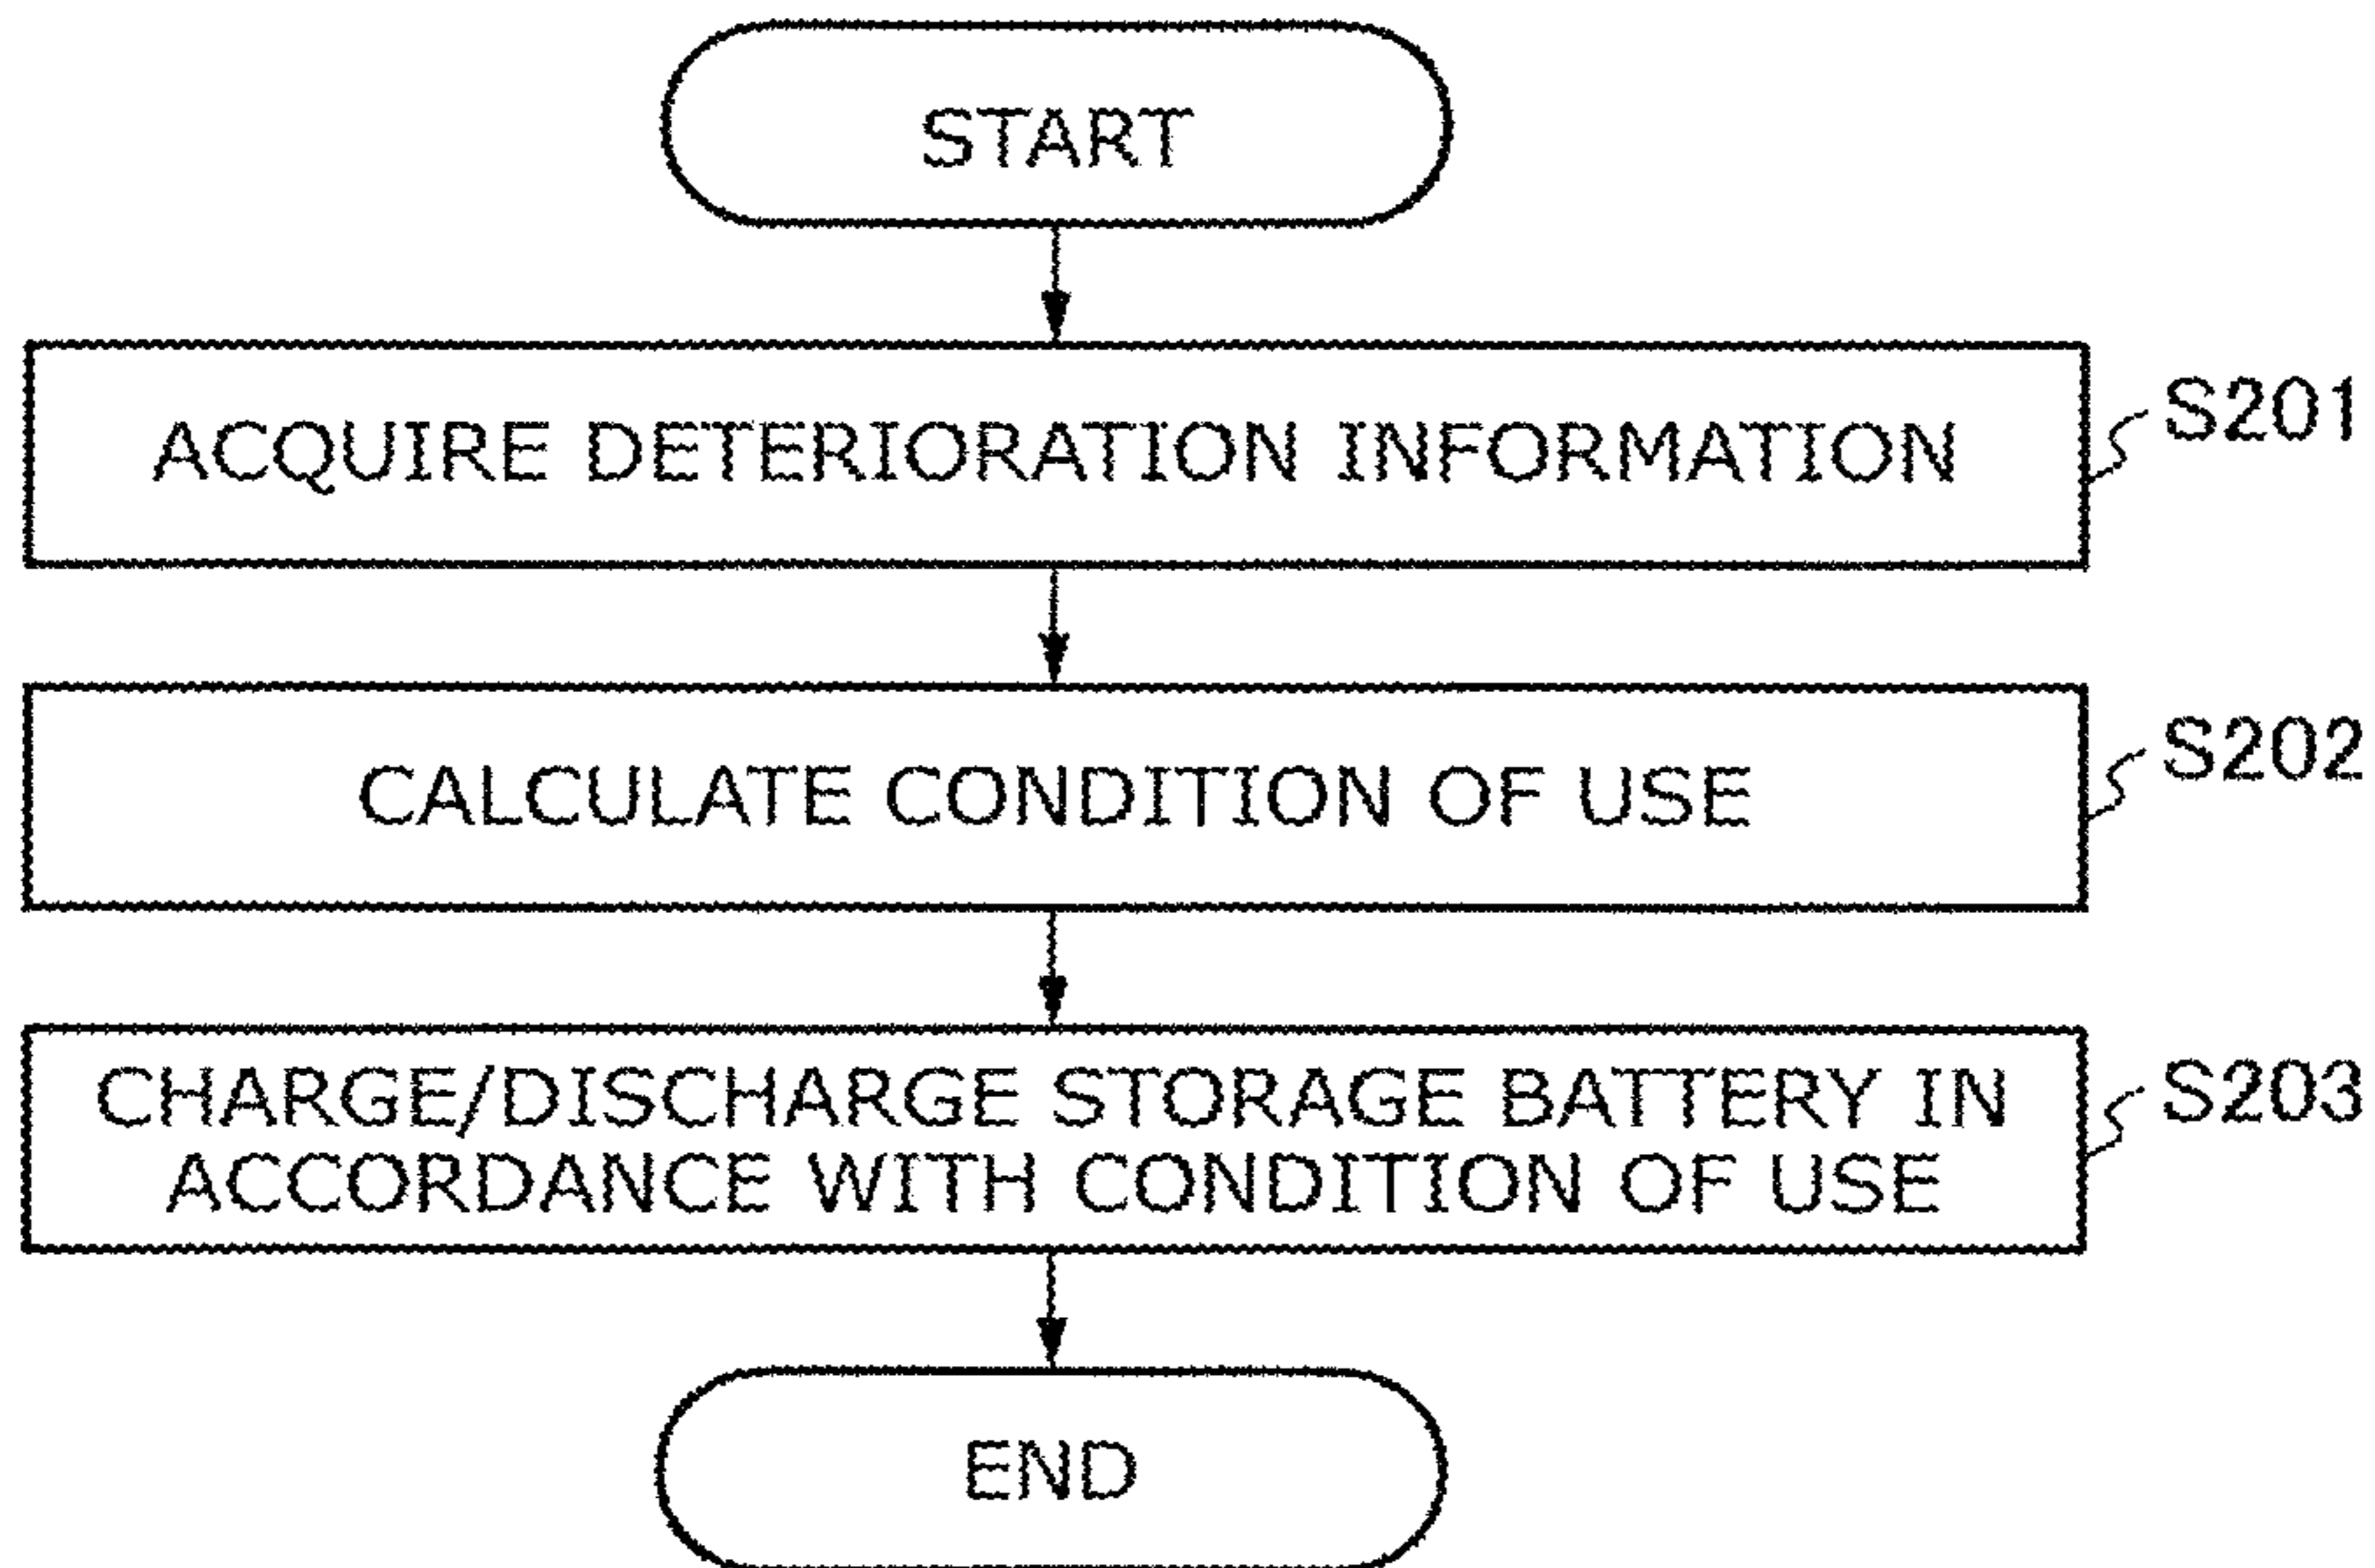 START
ACQUIRE DETERIORATION INFORMATION
S201
CALCULATE CONDITION OF USE
S202
CHARGE/DISCHARGE STORAGE BATTERY IN
ACCORDANCE WITH CONDITION OF USE
S203
END